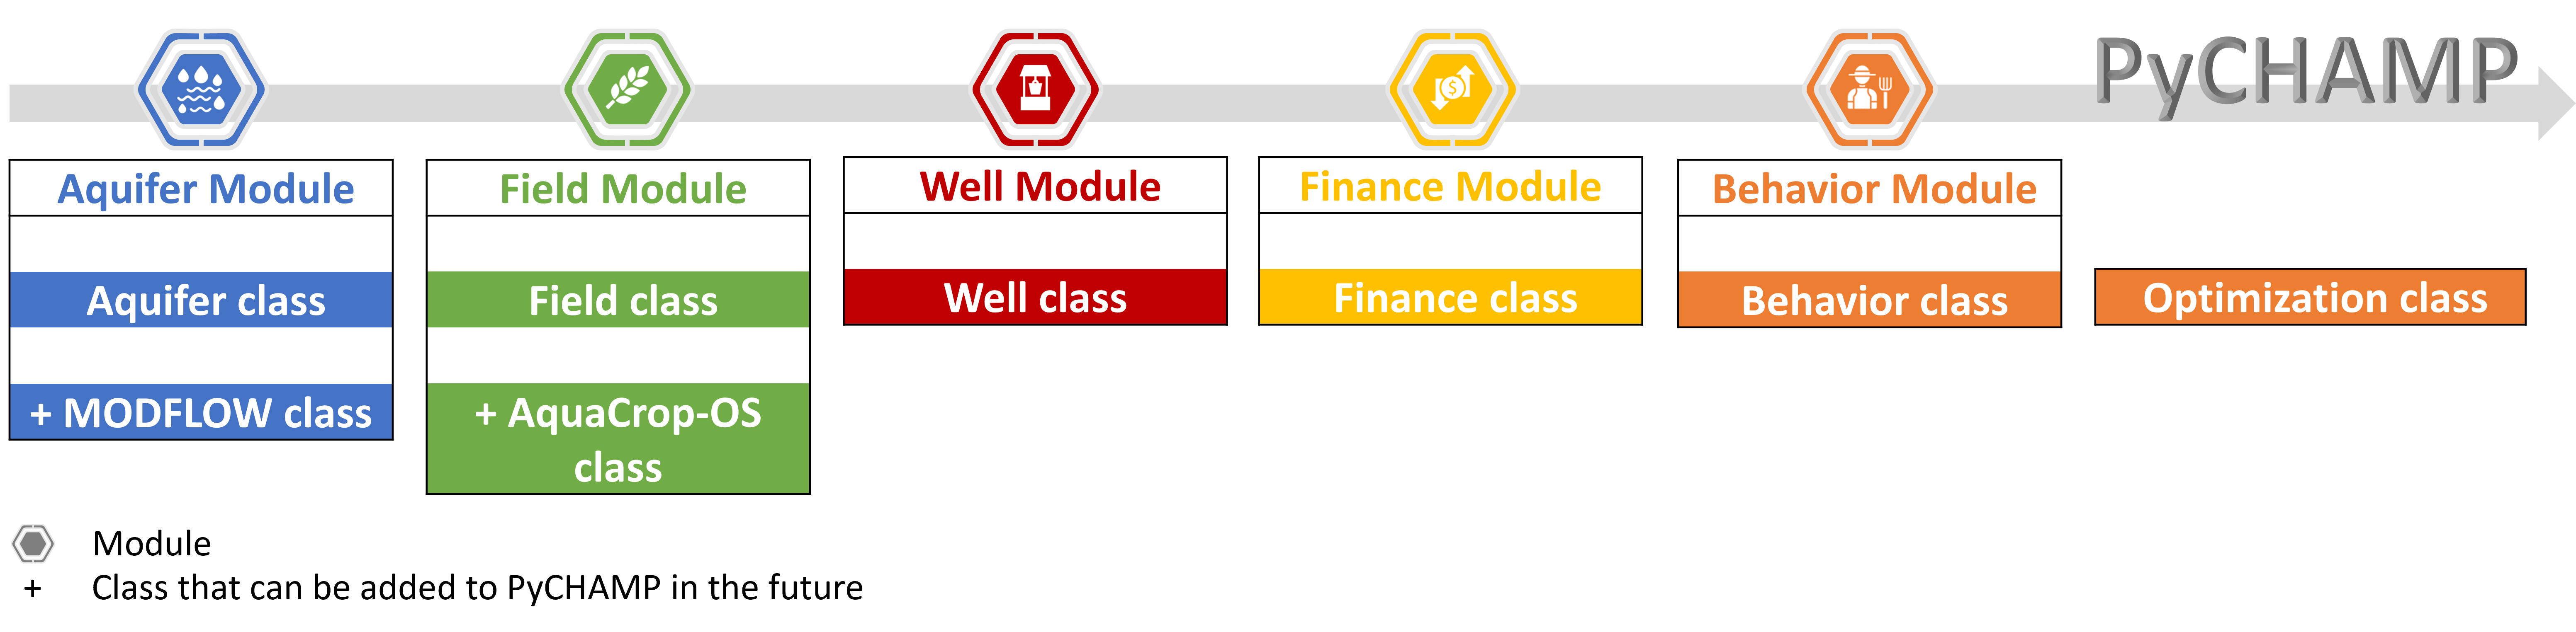 PyCHAMP
Aquifer Module
Field Module
Well Module
Finance Module
Behavior Module
Aquifer class
Field class
Well class
Finance class
Behavior class
Optimization class
+ MODFLOW class
+ AquaCrop-OS
class
Module
+ Class that can be added to PyCHAMP in the future